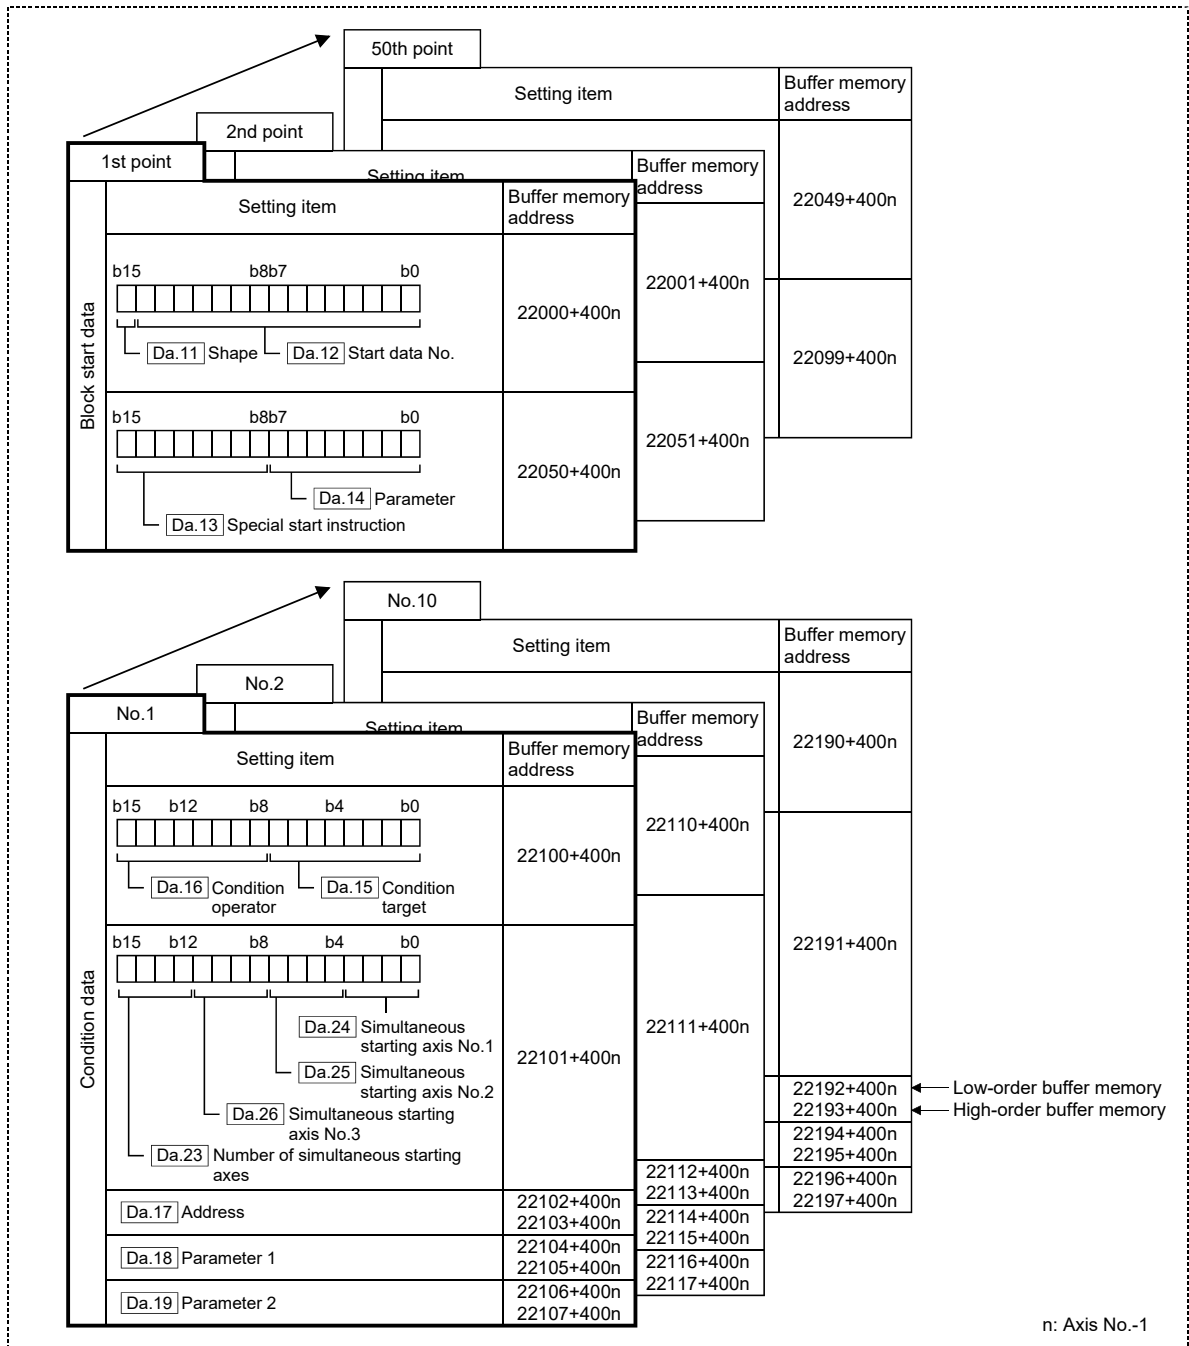 50th point
Setting item
Buffer memory
address
22049+400n
22099+400n
2nd point
Setting item
Buffer memory
address
22001+400n
22051+400n
1st point
Block start data
Setting item
Buffer memory
address
b15 b8b7 b0
Da.11 Shape Da.12 Start data No.
22000+400n
b15 b8b7 b0
Da.14 Parameter
Da.13 Special start instruction
22050+400n
No.10
Setting item
Buffer memory
address
22190+400n
22191+400n
22192+400n Low-order buffer memory
22193+400n High-order buffer memory
22194+400n
22195+400n
22196+400n
22197+400n
No.2
Setting item
Buffer memory
address
22110+400n
22111+400n
22112+400n
22113+400n
22114+400n
22115+400n
22116+400n
22117+400n
No.1
Condition data
Setting item
Buffer memory
address
b15 b12 b8 b4 b0
Da.16 Condition
operator
Da.15 Condition
target
22100+400n
b15 b12 b8 b4 b0
Da.24 Simultaneous
starting axis No.1
Da.25 Simultaneous
starting axis No.2
Da.26 Simultaneous starting
axis No.3
Da.23 Number of simultaneous starting
axes
22101+400n
Da.17 Address
22102+400n
22103+400n
Da.18 Parameter 1
22104+400n
22105+400n
Da.19 Parameter 2
22106+400n
22107+400n
n: Axis No.-1